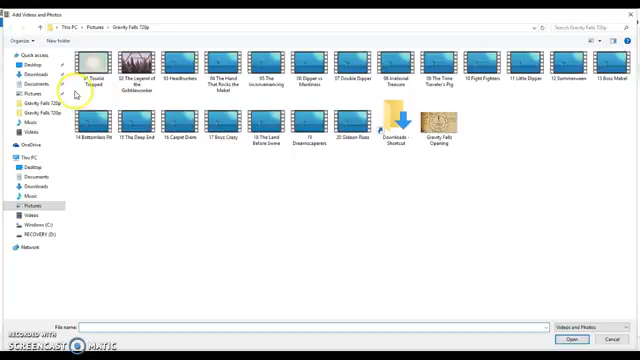 Add Videos and Photos
This PC > Pictures > Gravity Falls 720p
Search Gravity Falls 720p
Organize
New folder
Quick access
Desktop
Downloads
Documents
Pictures
Gravity Falls 720p
Gravity Falls 720p
Music
Videos
OneDrive
This PC
Desktop
Documents
Downloads
Music
Pictures
Videos
Windows (C:)
RECOVERY (D:)
Network
01 Tourist Trapped
02 The Legend of the Gobblewonker
03 Headhunters
04 The Hand That Rocks the Mabel
05 The Inconveniencing
06 Dipper vs Manliness
07 Double Dipper
08 Irrational Treasure
09 The Time Traveler's Pig
10 Fight Fighters
11 Little Dipper
12 Summerween
13 Boss Mabel
14 Bottomless Pit
15 The Deep End
16 Carpet Diem
17 Boyz Crazy
18 The Land Before Swine
19 Dreamscaperers
20 Gideon Rises
Downloads - Shortcut
Gravity Falls Opening
File name:
Videos and Photos
Open
Cancel
RECORDED WITH
SCREENCAST MATIC